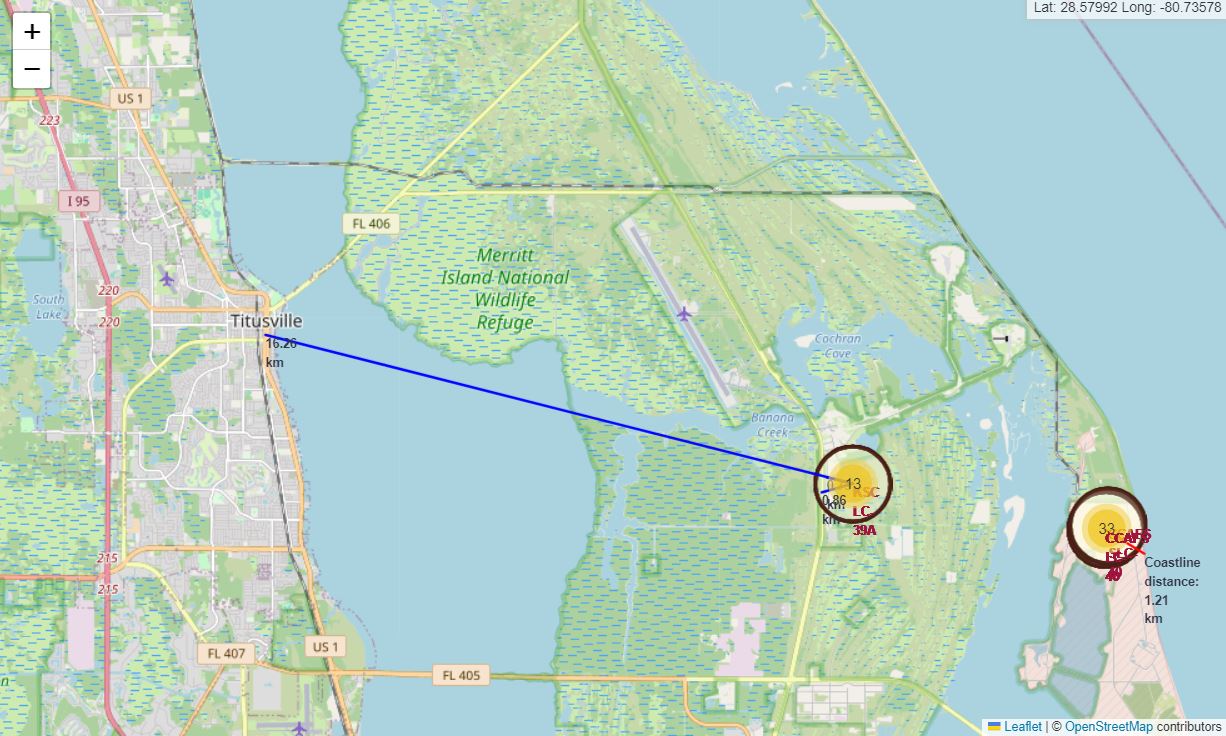 Lat: 28.57992 Long: -80.73578
+
−
US 1
223
I 95
FL 406
Merritt
Island National
Wildlife
Refuge
220
South
Lake
220
Titusville
16.26
km
Cochran
Cove
Banana
Creek
13
KSC
0.86
km
km
LC-
39A
33
CCAFS
Coastline
distance:
1.21
km
215
215
FL 407
US 1
FL 405
n
Leaflet | © OpenStreetMap contributors